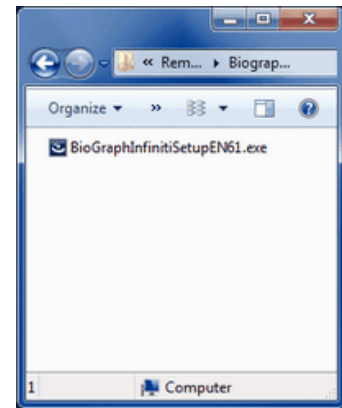 « Rem... ▸ Biograp...
Organize ▾ »
BioGraphInfinitiSetupEN61.exe
1 Computer